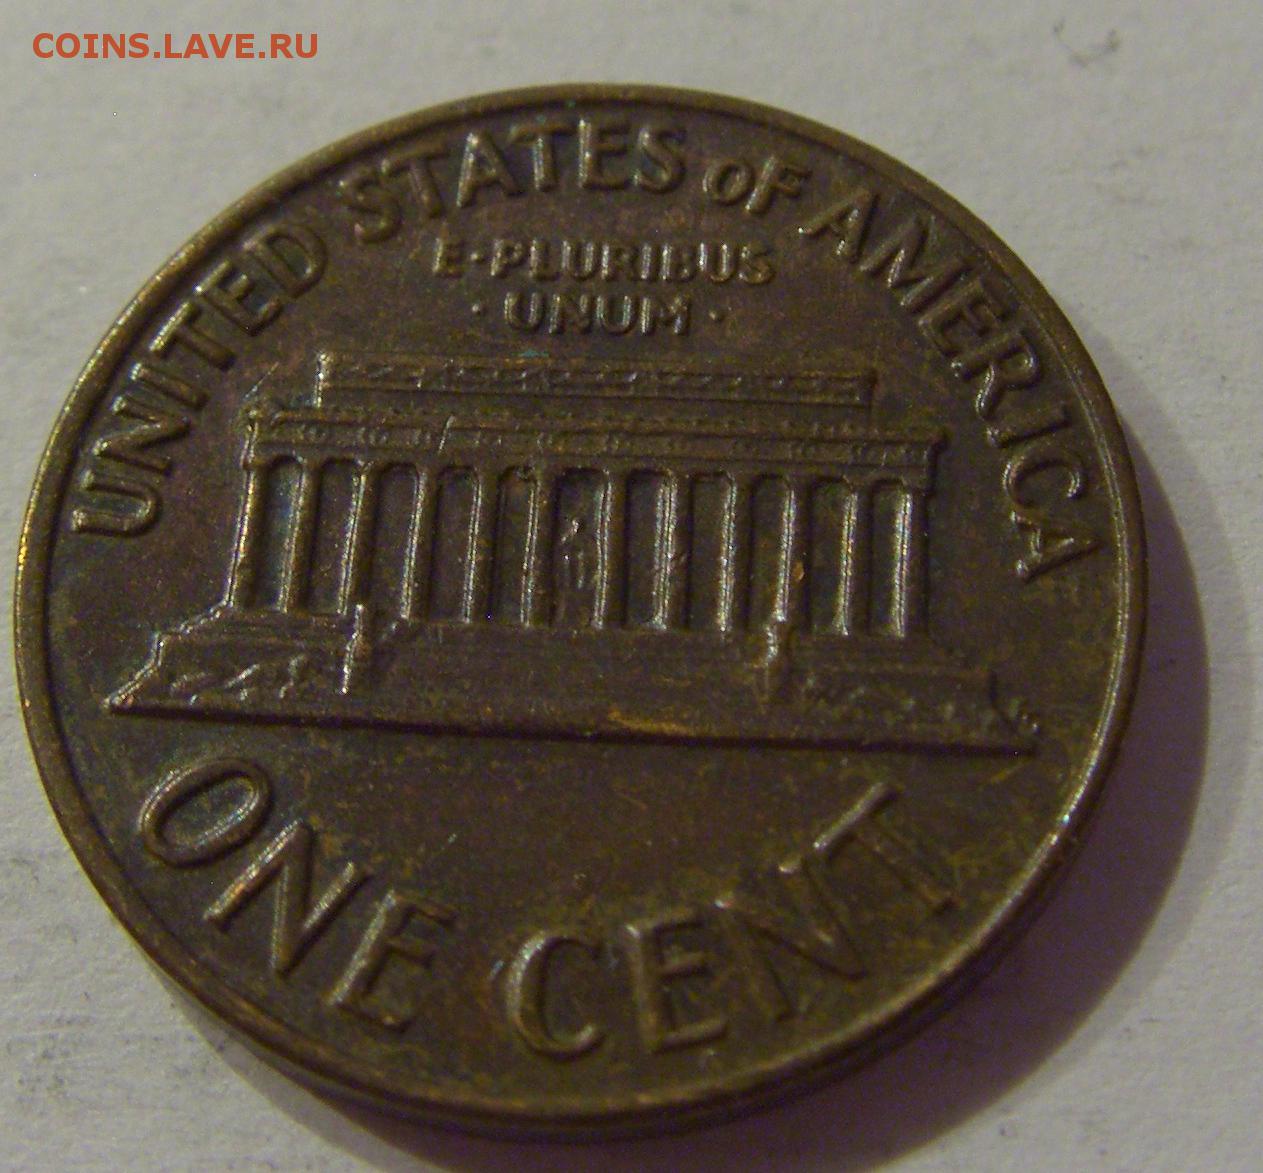 COINS.LAVE.RU
UNITED STATES OF AMERICA
E·PLURIBUS
·UNUM·
ONE CENT